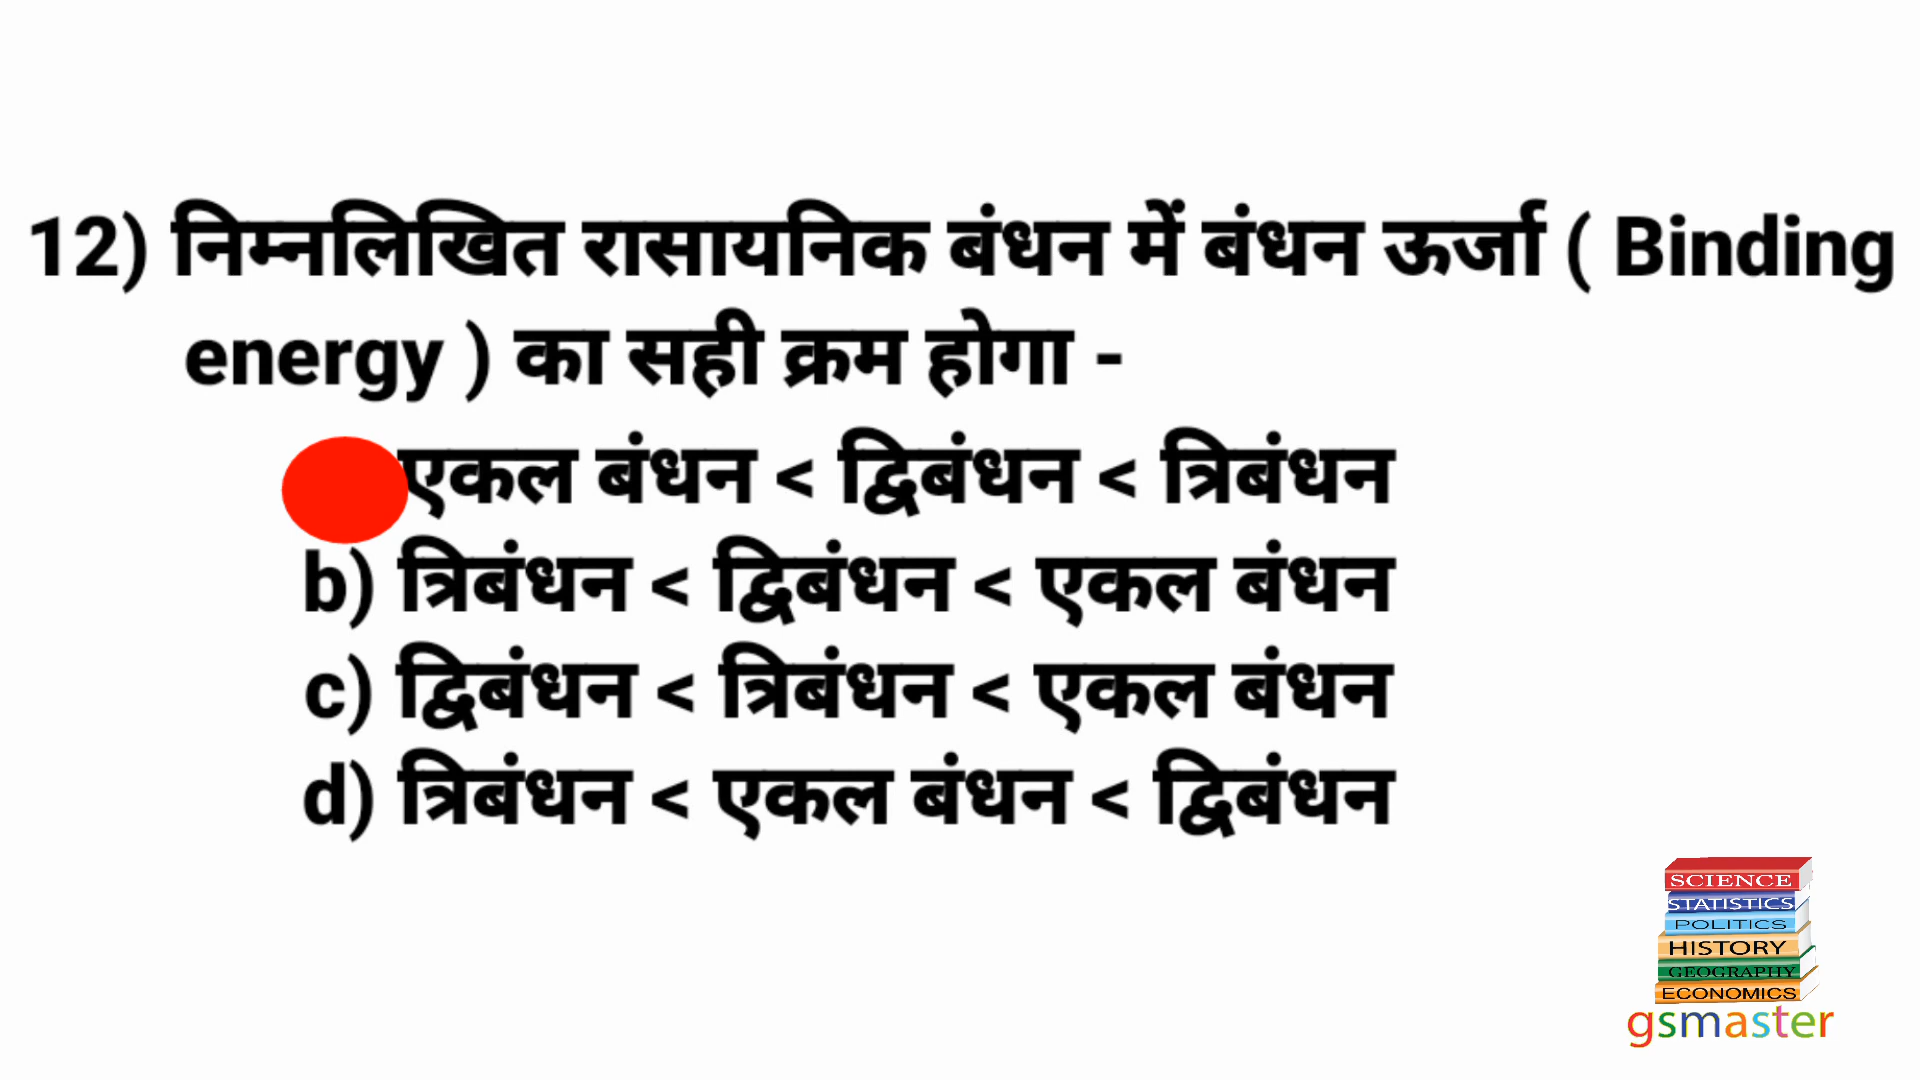 12) निम्नलिखित रासायनिक बंधन में बंधन ऊर्जा ( Binding
energy ) का सही क्रम होगा -
एकल बंधन < द्विबंधन < त्रिबंधन
b) त्रिबंधन < द्विबंधन < एकल बंधन
c) द्विबंधन < त्रिबंधन < एकल बंधन
d) त्रिबंधन < एकल बंधन < द्विबंधन
SCIENCE
STATISTICS
POLITICS
HISTORY
GEOGRAPHY
ECONOMICS
gsmaster